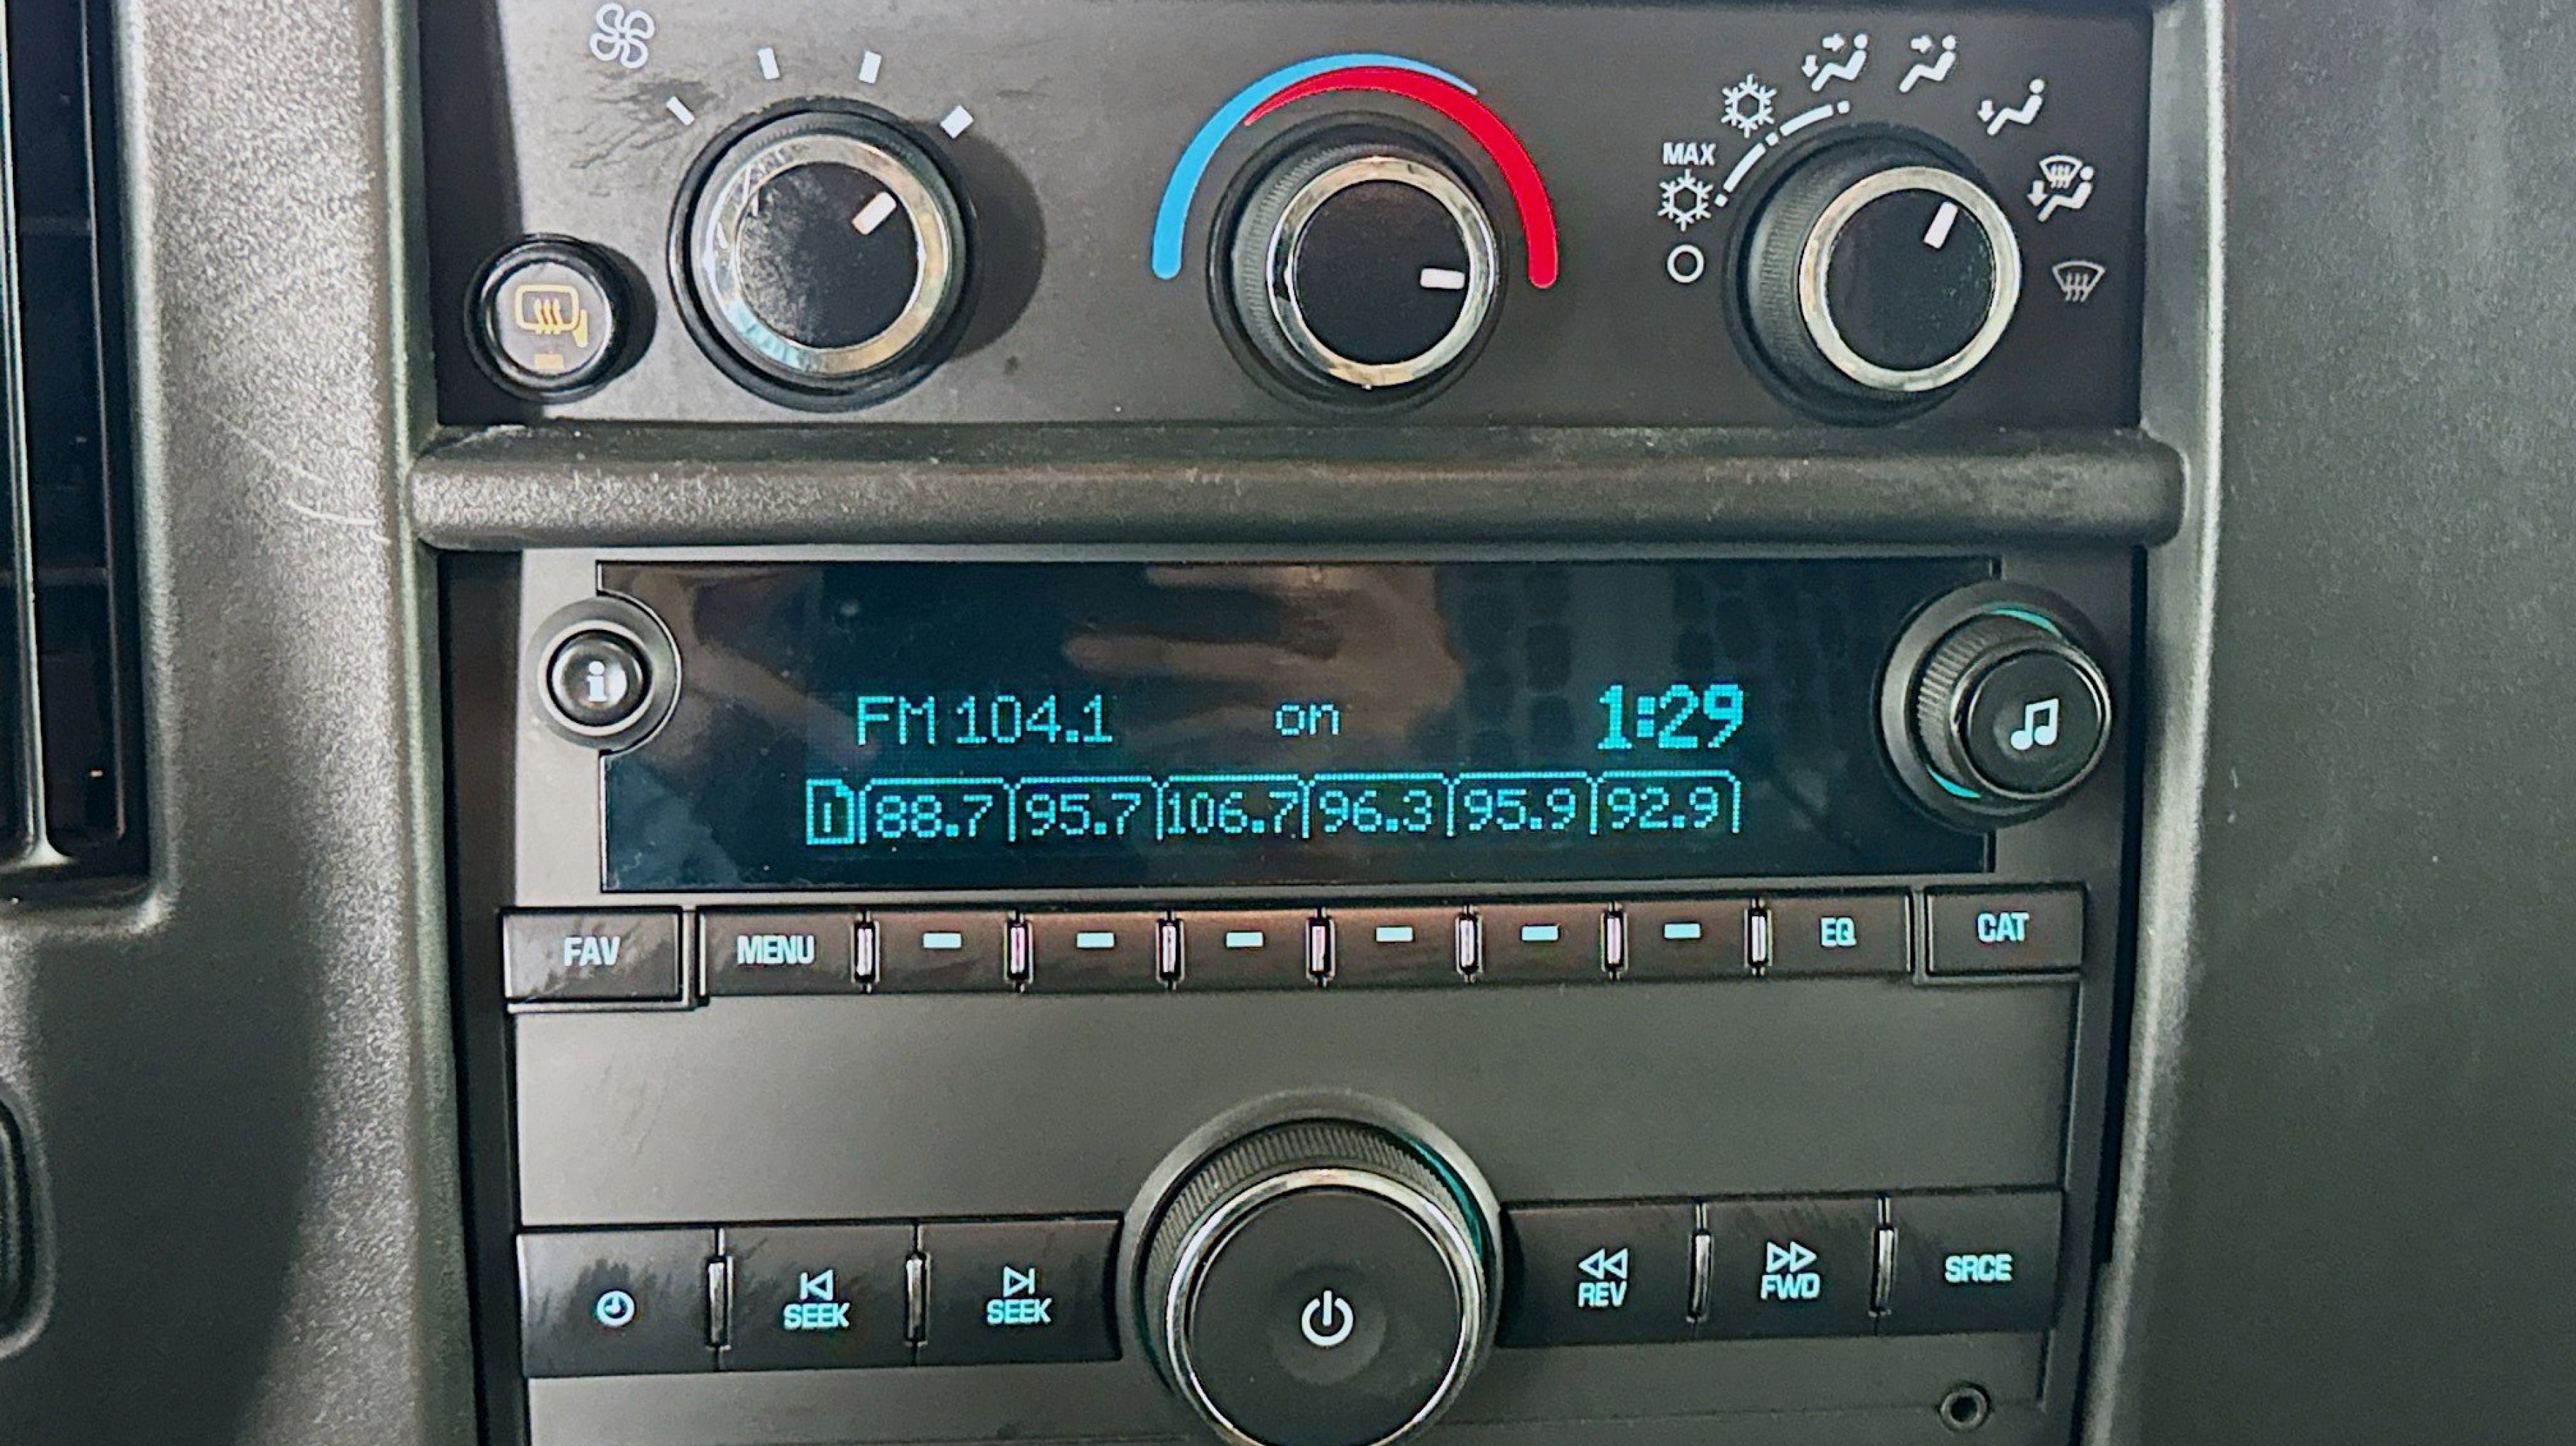 MAX
i
FM 104.1 on 1:29
1 88.7 95.7 106.7 96.3 95.9 92.9
FAV MENU EQ CAT
SEEK SEEK REV FWD SRCE